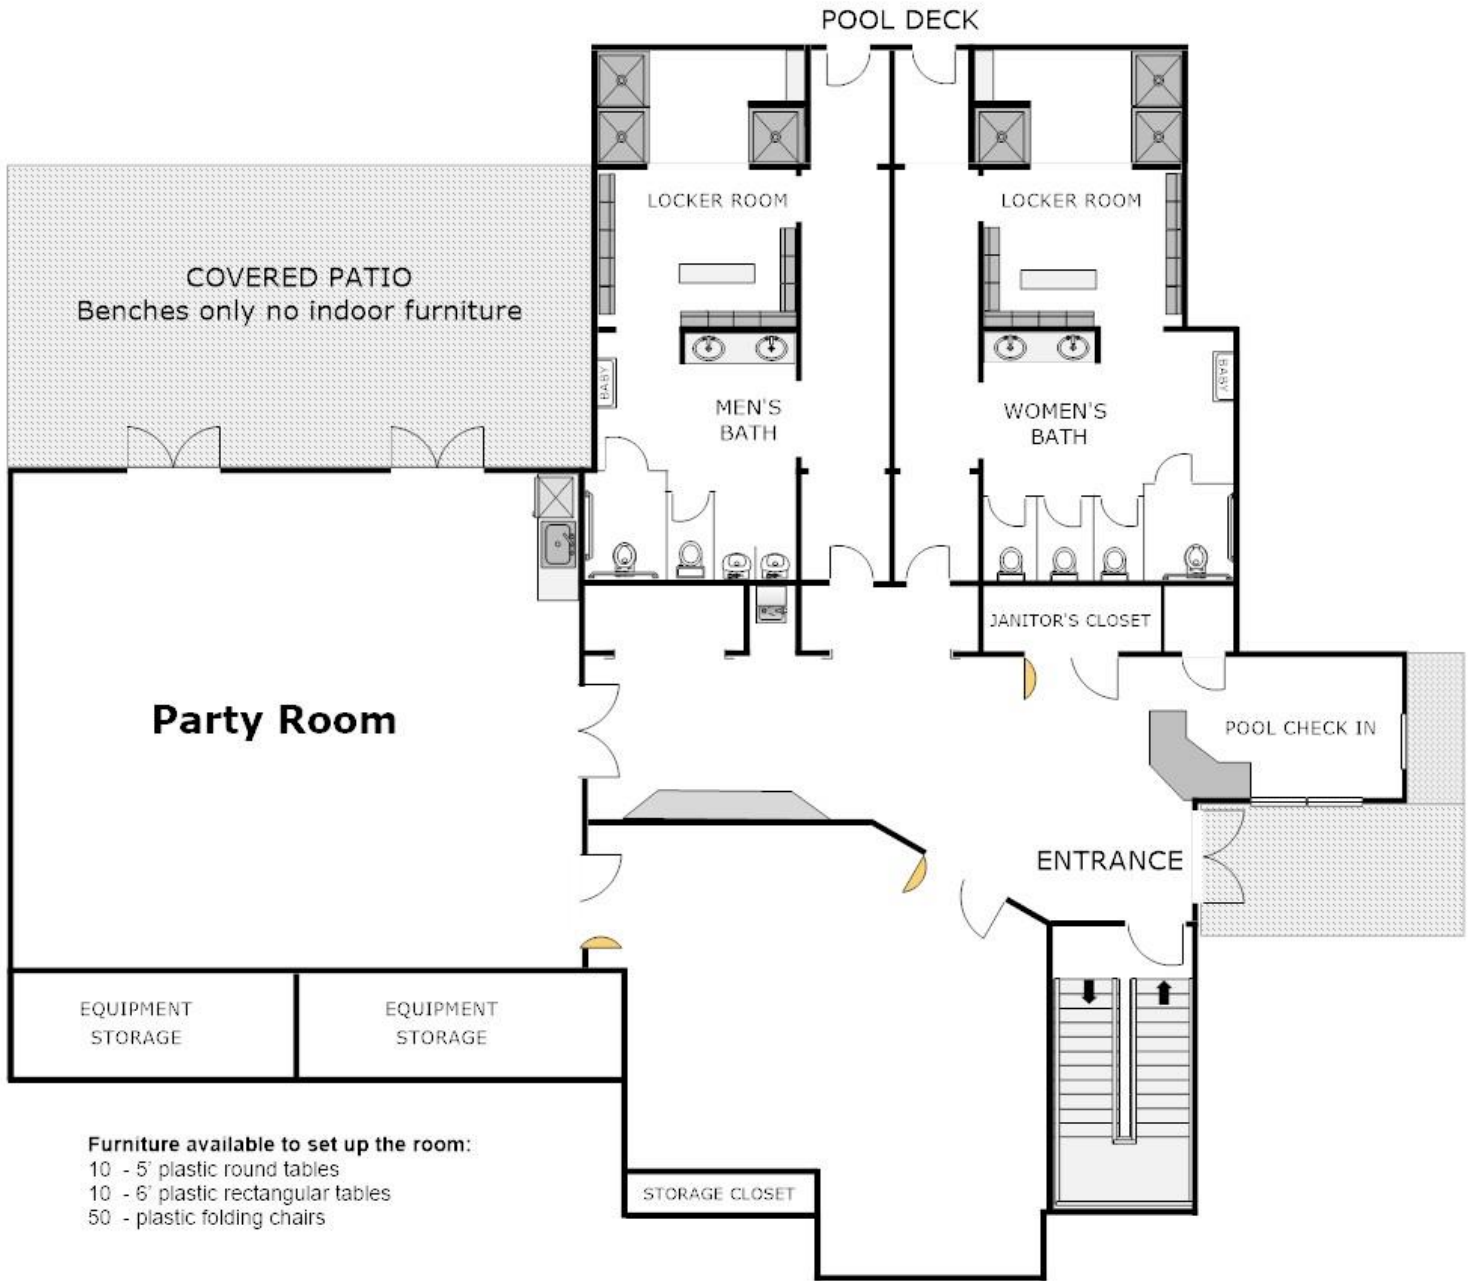 POOL DECK
LOCKER ROOM
LOCKER ROOM
COVERED PATIO
Benches only no indoor furniture
BABY
BABY
MEN'S
BATH
WOMEN'S
BATH
JANITOR'S CLOSET
Party Room
POOL CHECK IN
ENTRANCE
EQUIPMENT
STORAGE
EQUIPMENT
STORAGE
Furniture available to set up the room:
10 - 5' plastic round tables
10 - 6' plastic rectangular tables
50 - plastic folding chairs
STORAGE CLOSET